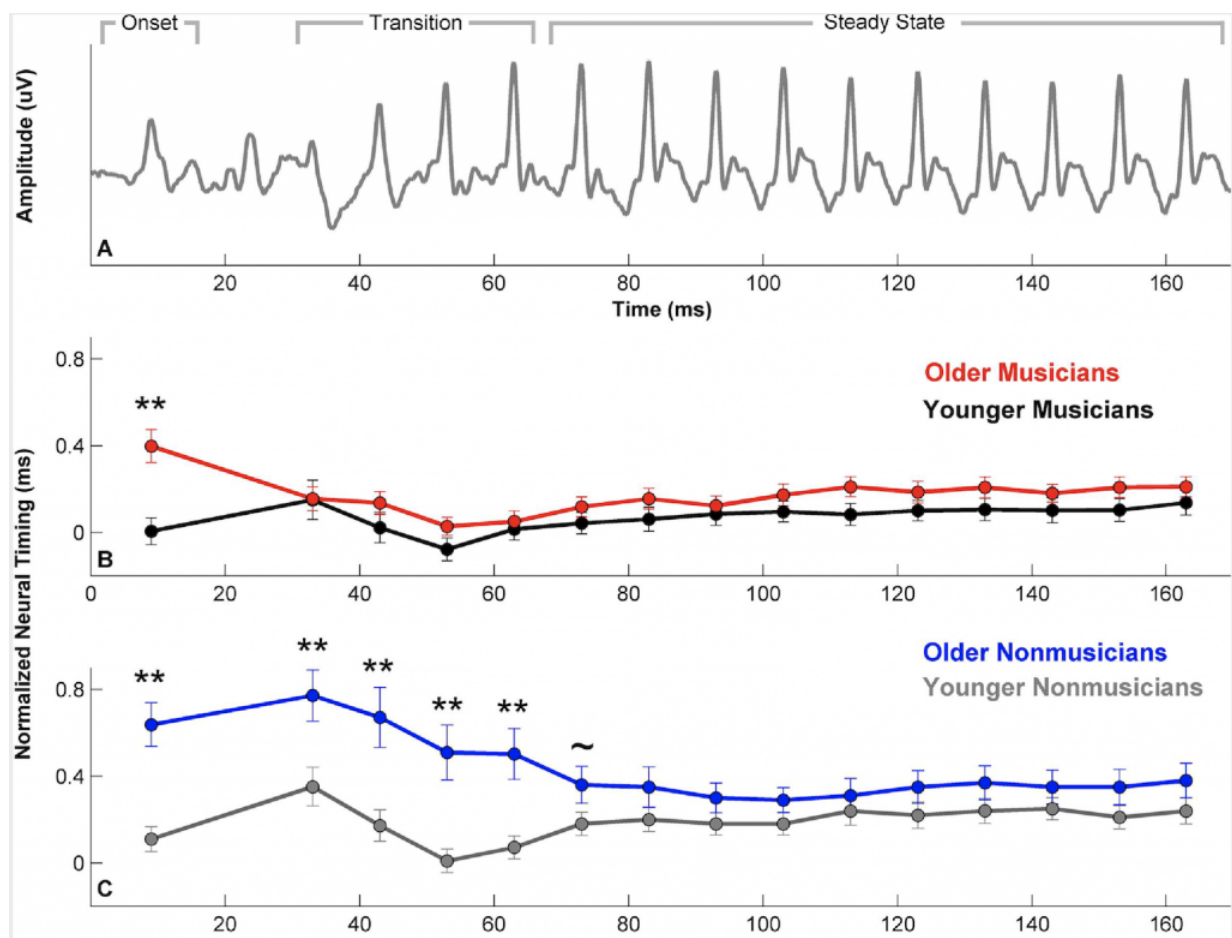 Onset Transition Steady State
Amplitude (uV)
A
20 40 60 80 100 120 140 160
Time (ms)
Normalized Neural Timing (ms)
0.8
Older Musicians
Younger Musicians
**
0.4
0
B
0 20 40 60 80 100 120 140 160
** ** Older Nonmusicians
** 0.8 ** ** Younger Nonmusicians
~
0.4
0
C
20 40 60 80 100 120 140 160